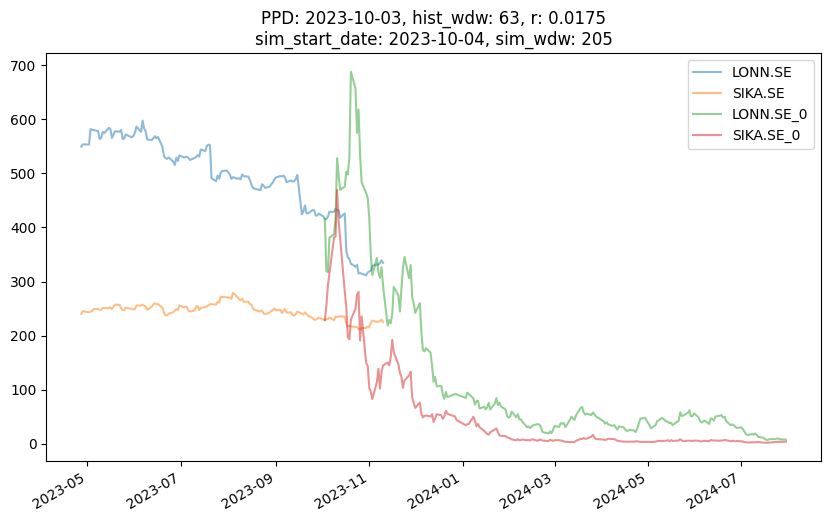 PPD: 2023-10-03, hist_wdw: 63, r: 0.0175
sim_start_date: 2023-10-04, sim_wdw: 205
700
600
500
400
300
200
100
0
LONN.SE
SIKA.SE
LONN.SE_0
SIKA.SE_0
2023-05
2023-07
2023-09
2023-11
2024-01
2024-03
2024-05
2024-07